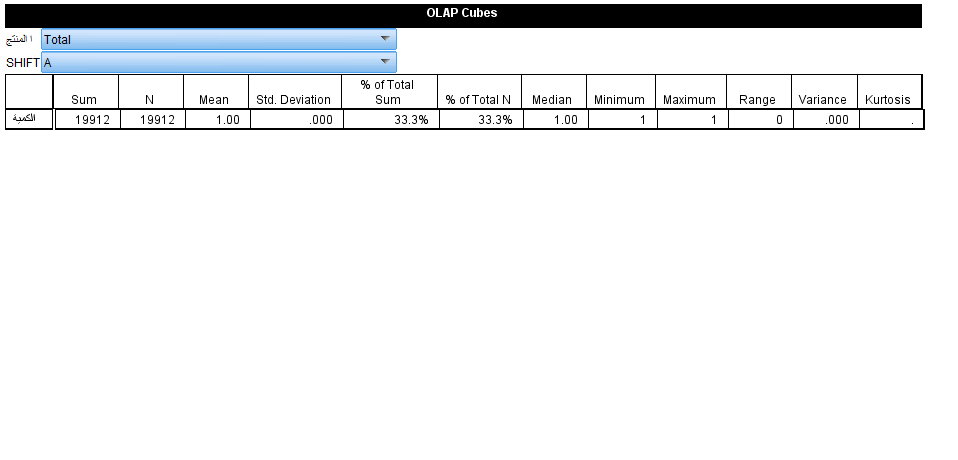 OLAP Cubes
المنتج Total
SHIFT A
Sum N Mean Std. Deviation % of Total Sum % of Total N Median Minimum Maximum Range Variance Kurtosis
الكمية 19912 19912 1.00 .000 33.3% 33.3% 1.00 1 1 0 .000 .